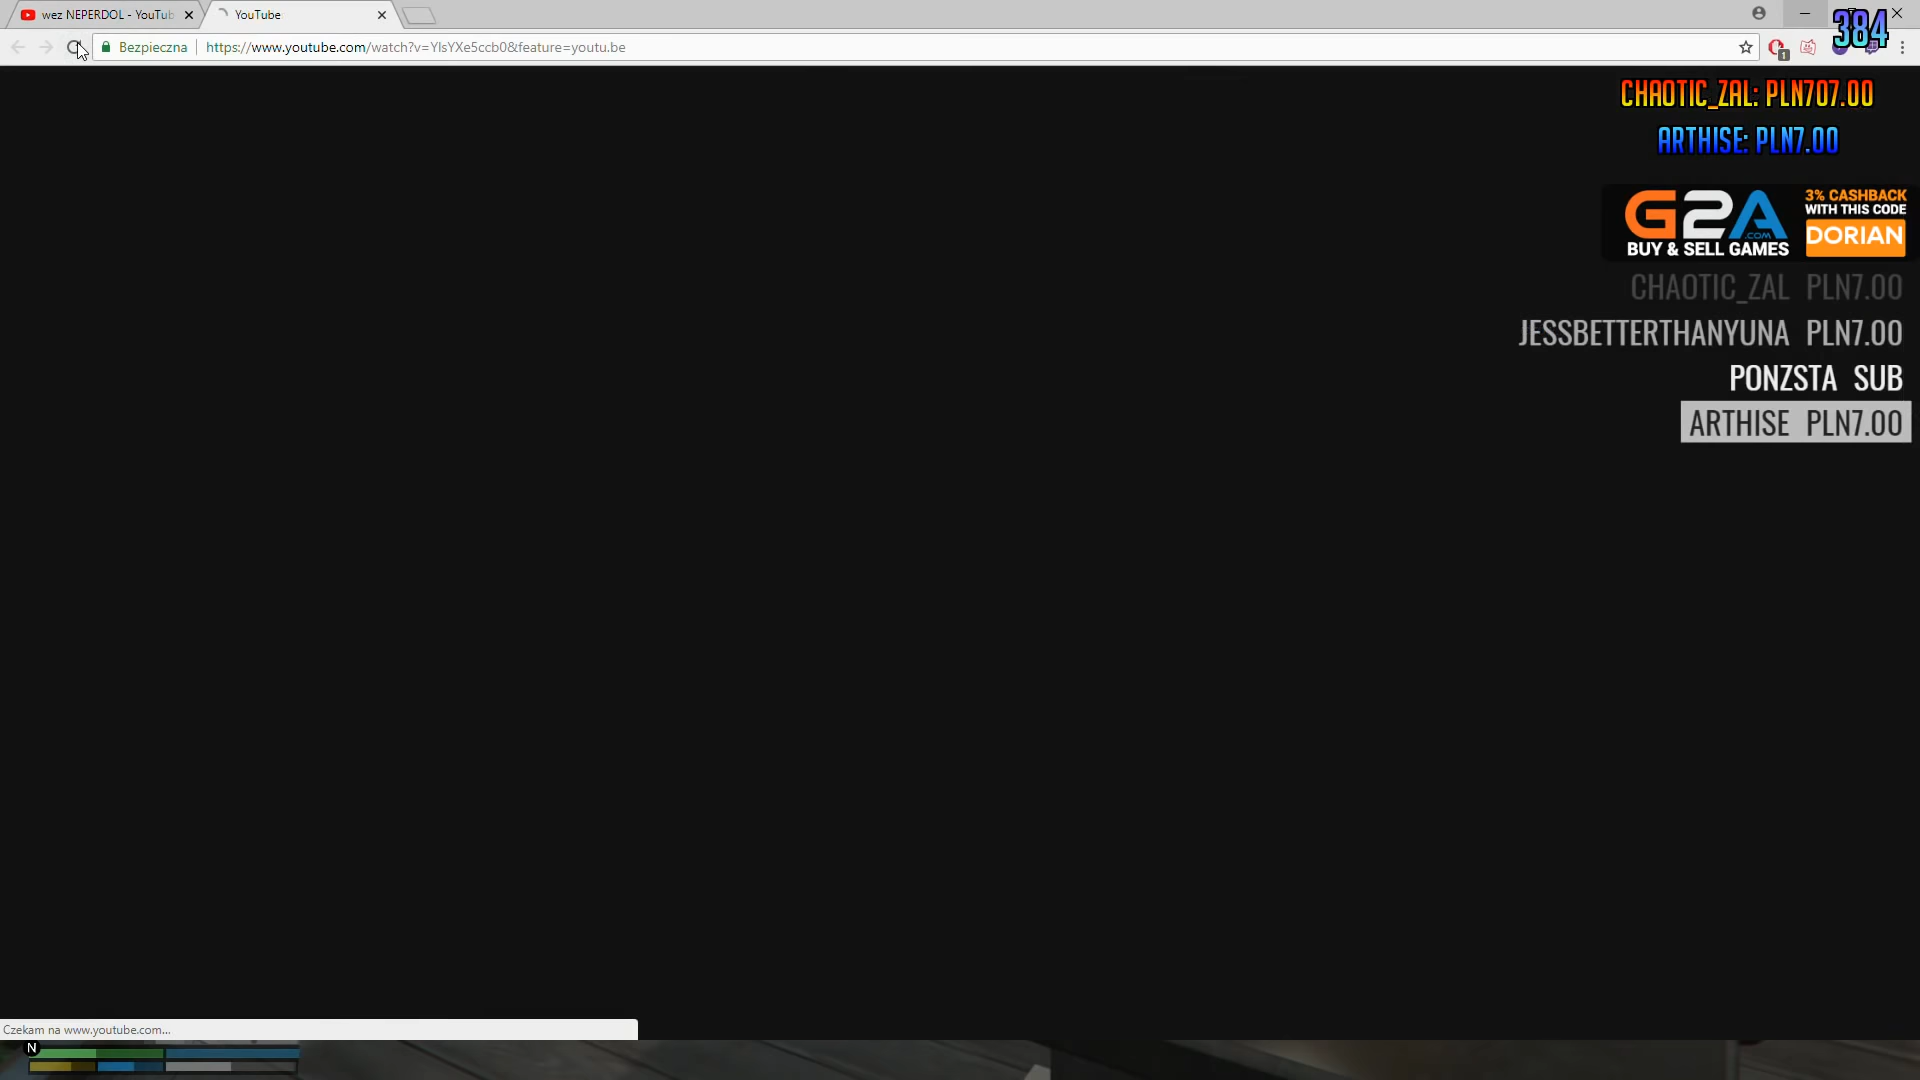 wez NEPERDOL - YouTub
YouTube
384
Bezpieczna
https://www.youtube.com/watch?v=YlsYXe5ccb0&feature=youtu.be
1
CHAOTIC_ZAL: PLN707.00
ARTHISE: PLN7.00
G2A
.COM
BUY & SELL GAMES
3% CASHBACK
WITH THIS CODE
DORIAN
CHAOTIC_ZAL PLN7.00
JESSBETTERTHANYUNA PLN7.00
PONZSTA SUB
ARTHISE PLN7.00
Czekam na www.youtube.com...
N